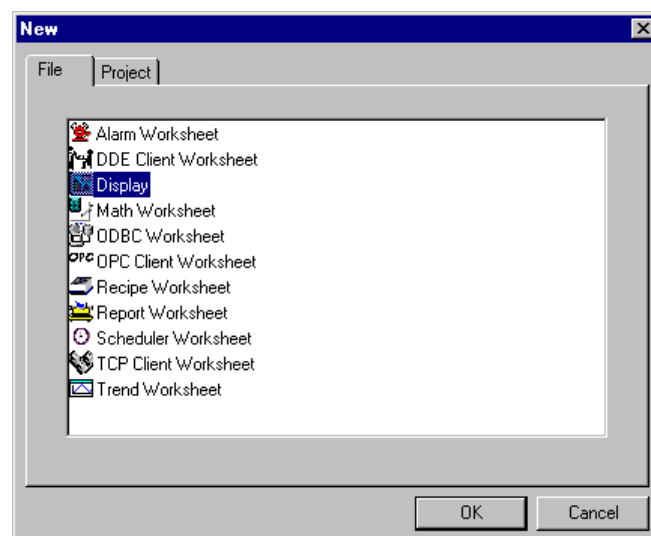 New
File Project
Alarm Worksheet
DDE Client Worksheet
Display
Math Worksheet
ODBC Worksheet
OPC OPC Client Worksheet
Recipe Worksheet
Report Worksheet
Scheduler Worksheet
TCP Client Worksheet
Trend Worksheet
OK Cancel